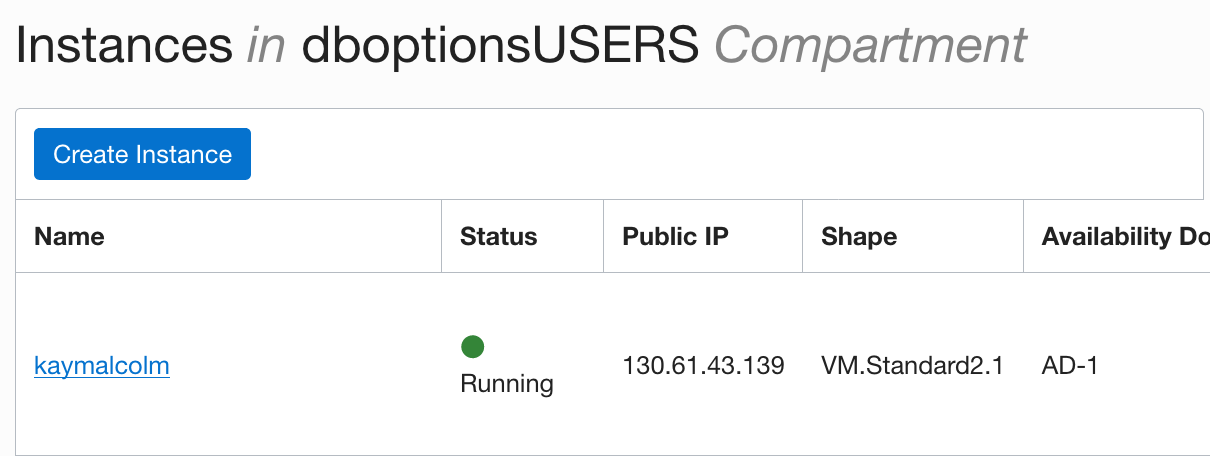 Instances in dboptionsUSERS Compartment
Create Instance
Name Status Public IP Shape Availability Do
kaymalcolm Running 130.61.43.139 VM.Standard2.1 AD-1